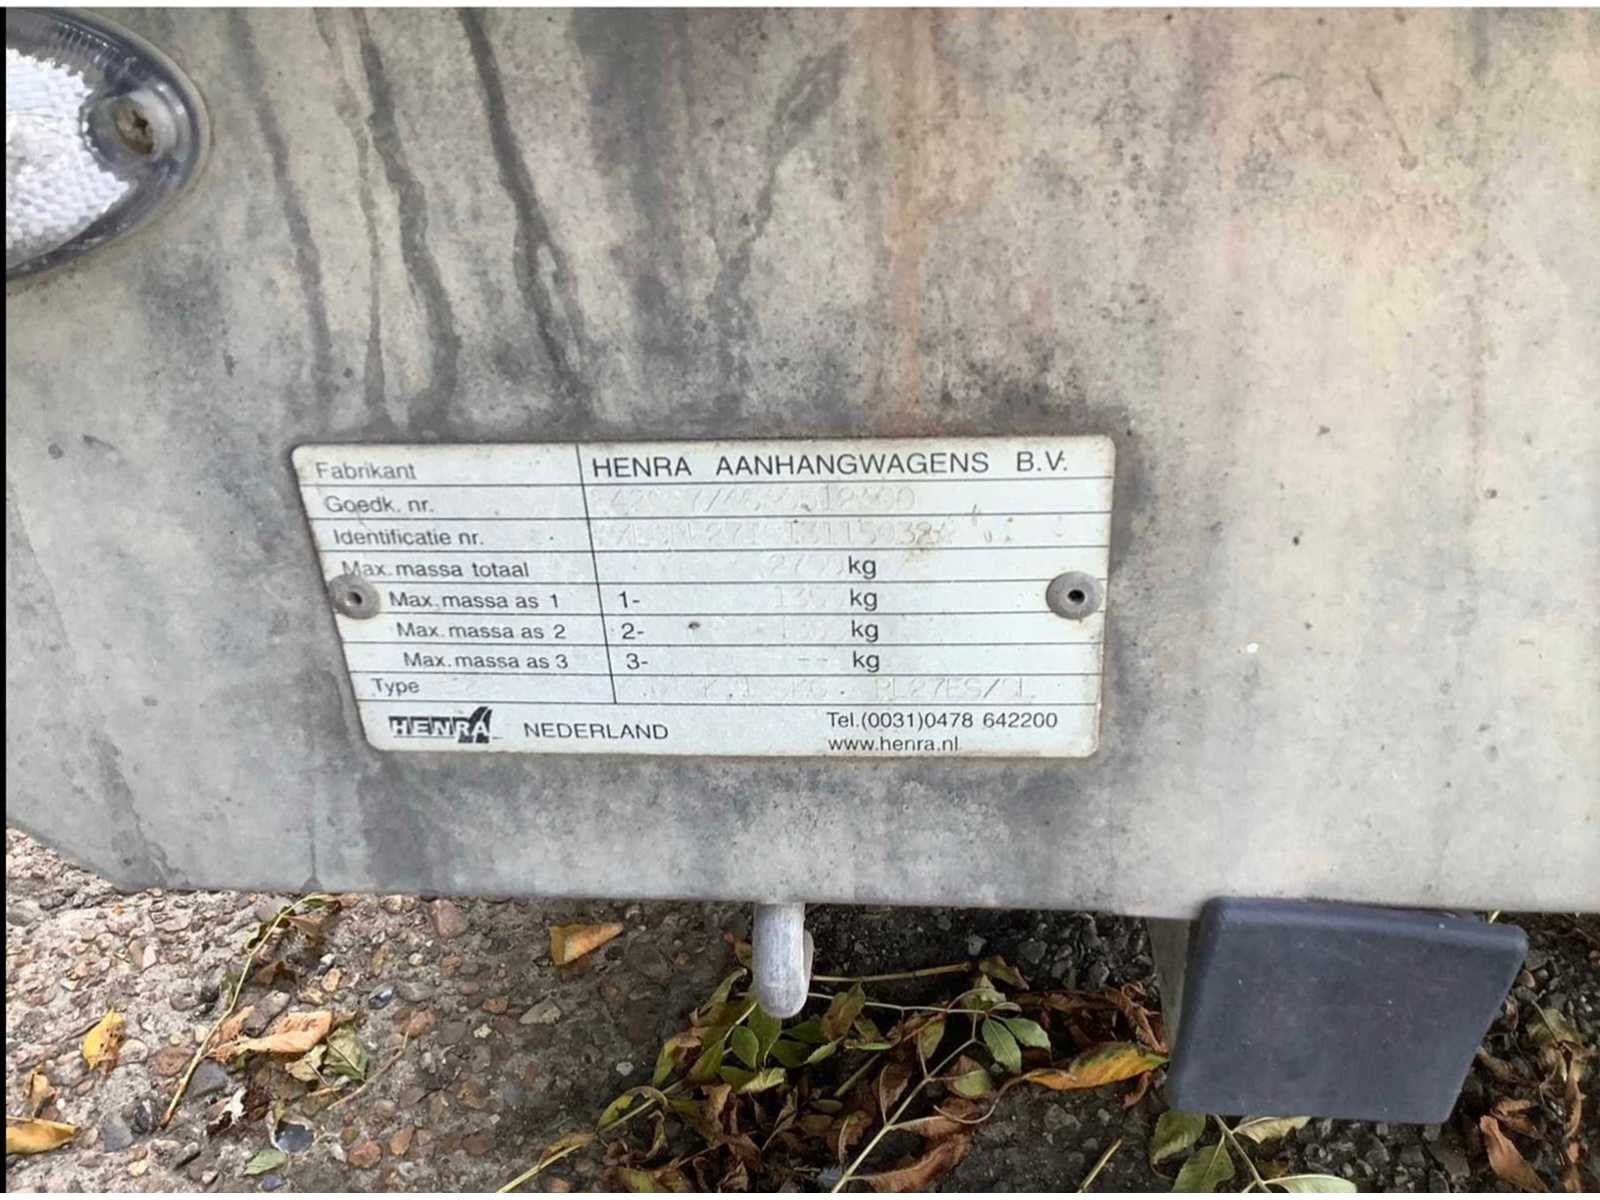 Fabrikant HENRA AANHANGWAGENS B.V.
Goedk. nr.
Identificatie nr.
Max. massa totaal kg
Max. massa as 1 1- kg
Max. massa as 2 2- kg
Max. massa as 3 3- -- kg
Type
HENRA NEDERLAND Tel.(0031)0478 642200
www.henra.nl